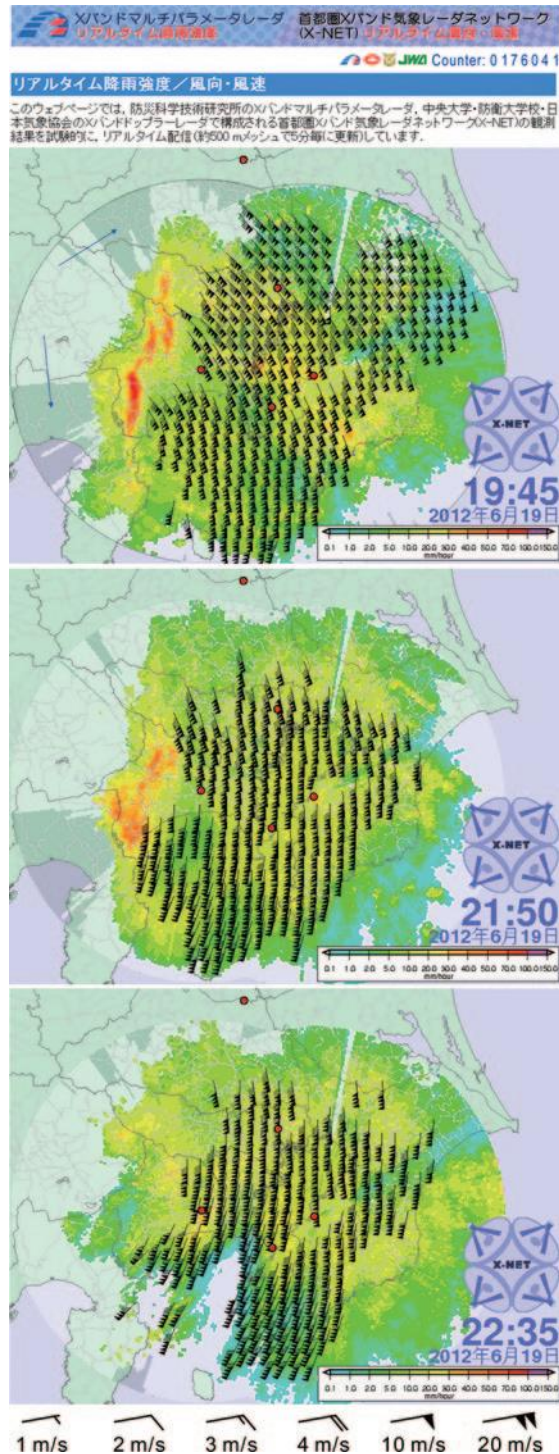 Xバンドマルチパラメータレーダ
リアルタイム降雨強度
首都圏Xバンド気象レーダネットワーク
(X-NET) リアルタイム風向・風速
JWA Counter: 0176041
リアルタイム降雨強度／風向・風速
このウェブページでは，防災科学技術研究所のXバンドマルチパラメータレーダ，中央大学・防衛大学校・日
本気象協会のXバンドドップラーレーダで構成される首都圏Xバンド気象レーダネットワーク(X-NET)の観測
結果を試験的に，リアルタイム配信(約500 mメッシュで5分毎に更新)しています．
X-NET
19:45
2012年6月19日
0.1 1.0 5.0 10.0 20.0 30.0 40.0 50.0 70.0 100.0 150.0
mm/hour
X-NET
21:50
2012年6月19日
0.1 1.0 5.0 10.0 20.0 30.0 40.0 50.0 70.0 100.0 150.0
mm/hour
X-NET
22:35
2012年6月19日
0.1 1.0 5.0 10.0 20.0 30.0 40.0 50.0 70.0 100.0 150.0
mm/hour
1 m/s 2 m/s 3 m/s 4 m/s 10 m/s 20 m/s